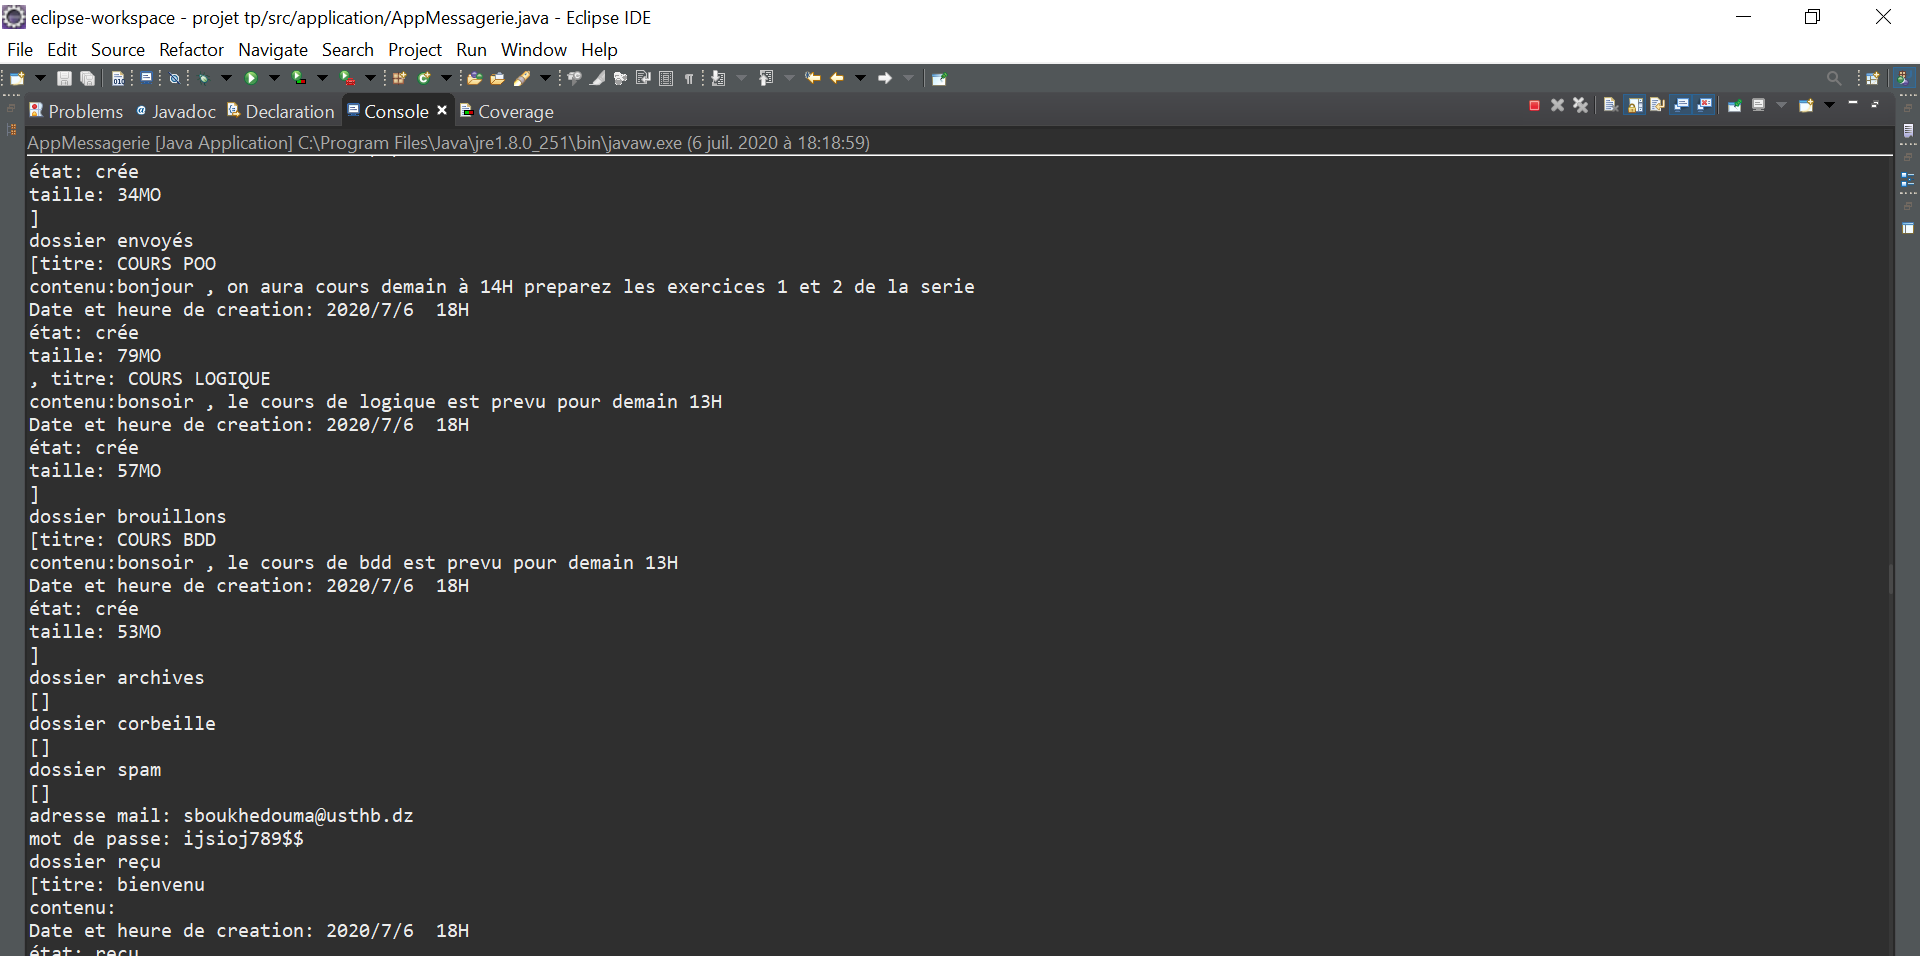 eclipse-workspace - projet tp/src/application/AppMessagerie.java - Eclipse IDE
File Edit Source Refactor Navigate Search Project Run Window Help
Problems Javadoc Declaration Console Coverage
AppMessagerie [Java Application] C:\Program Files\Java\jre1.8.0_251\bin\javaw.exe (6 juil. 2020 à 18:18:59)
état: crée
taille: 34MO
]
dossier envoyés
[titre: COURS POO
contenu:bonjour , on aura cours demain à 14H preparez les exercices 1 et 2 de la serie
Date et heure de creation: 2020/7/6  18H
état: crée
taille: 79MO
, titre: COURS LOGIQUE
contenu:bonsoir , le cours de logique est prevu pour demain 13H
Date et heure de creation: 2020/7/6  18H
état: crée
taille: 57MO
]
dossier brouillons
[titre: COURS BDD
contenu:bonsoir , le cours de bdd est prevu pour demain 13H
Date et heure de creation: 2020/7/6  18H
état: crée
taille: 53MO
]
dossier archives
[]
dossier corbeille
[]
dossier spam
[]
adresse mail: sboukhedouma@usthb.dz
mot de passe: ijsioj789$$
dossier reçu
[titre: bienvenu
contenu:
Date et heure de creation: 2020/7/6  18H
état: reçu